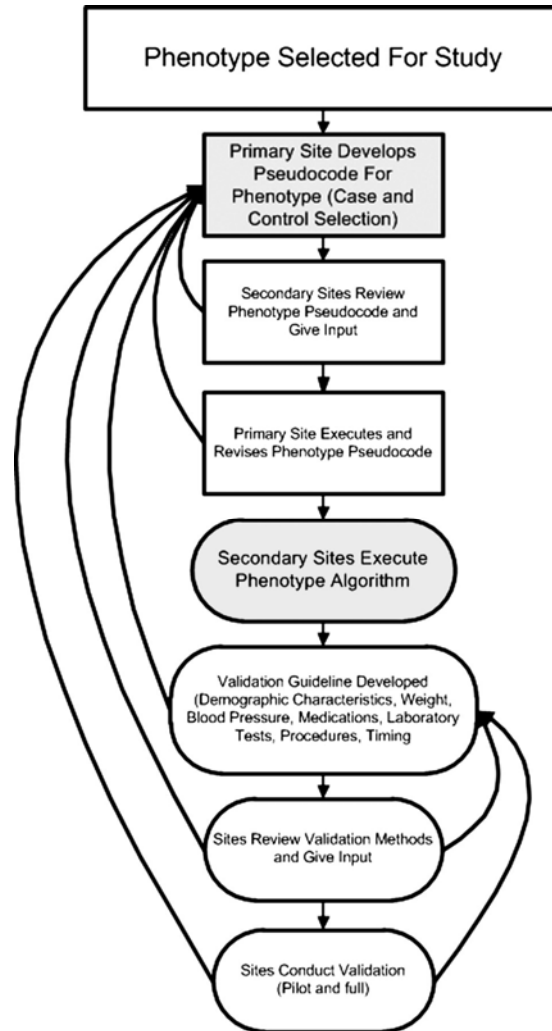 Phenotype Selected For Study
Primary Site Develops
Pseudocode For
Phenotype (Case and
Control Selection)
Secondary Sites Review
Phenotype Pseudocode and
Give Input
Primary Site Executes and
Revises Phenotype Pseudocode
Secondary Sites Execute
Phenotype Algorithm
Validation Guideline Developed
(Demographic Characteristics, Weight,
Blood Pressure, Medications, Laboratory
Tests, Procedures, Timing
Sites Review Validation Methods
and Give Input
Sites Conduct Validation
(Pilot and full)